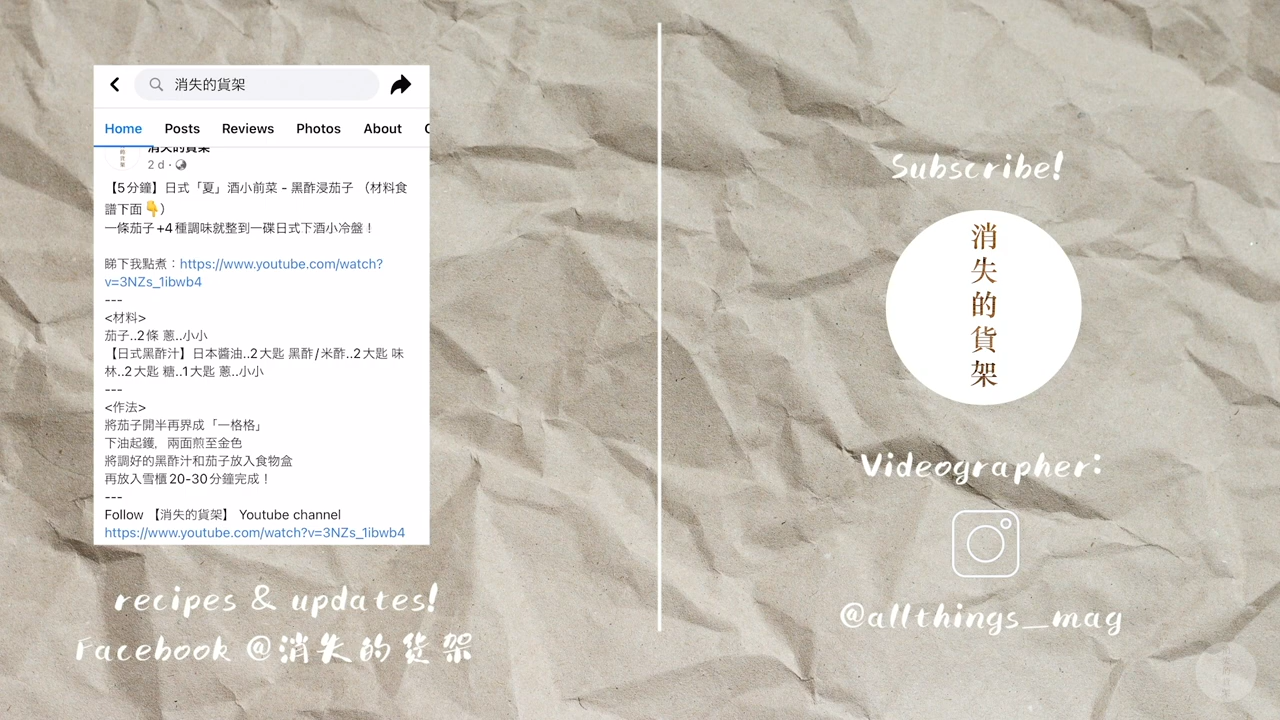 消失的貨架
Home Posts Reviews Photos About
消失的貨架
2 d
【5分鐘】日式「夏」酒小前菜 - 黑酢浸茄子 （材料食
譜下面👇）
一條茄子+4種調味就整到一碟日式下酒小冷盤！
睇下我點煮：https://www.youtube.com/watch?
v=3NZs_1ibwb4
---
<材料>
茄子..2條 蔥..小小
【日式黑酢汁】日本醬油..2大匙 黑酢/米酢..2大匙 味
林..2大匙 糖..1大匙 蔥..小小
---
<作法>
將茄子開半再界成「一格格」
下油起鑊，兩面煎至金色
將調好的黑酢汁和茄子放入食物盒
再放入雪櫃20-30分鐘完成！
---
Follow 【消失的貨架】 Youtube channel
https://www.youtube.com/watch?v=3NZs_1ibwb4
recipes & updates!
Facebook @消失的貨架
Subscribe!
消失的貨架
Videographer:
@allthings_mag